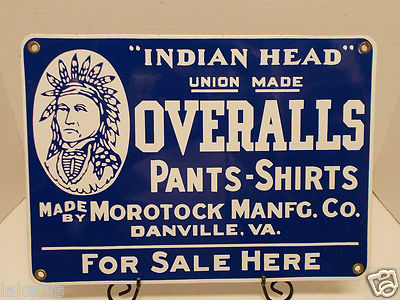 "INDIAN HEAD"
UNION MADE
OVERALLS
PANTS-SHIRTS
MADE BY MOROTOCK MANFG. CO.
DANVILLE, VA.
FOR SALE HERE